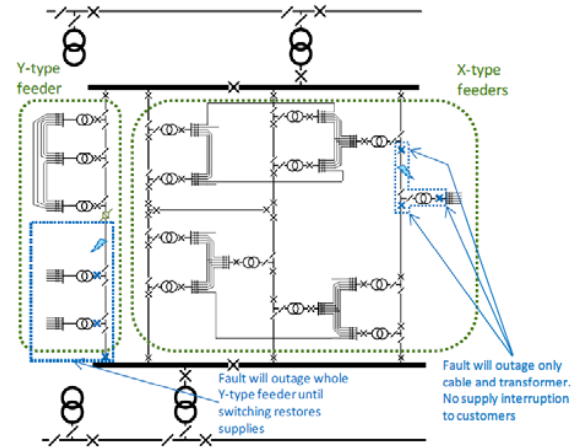 Y-type
feeder
X-type
feeders
Fault will outage whole
Y-type feeder until
switching restores
supplies
Fault will outage only
cable and transformer.
No supply interruption
to customers